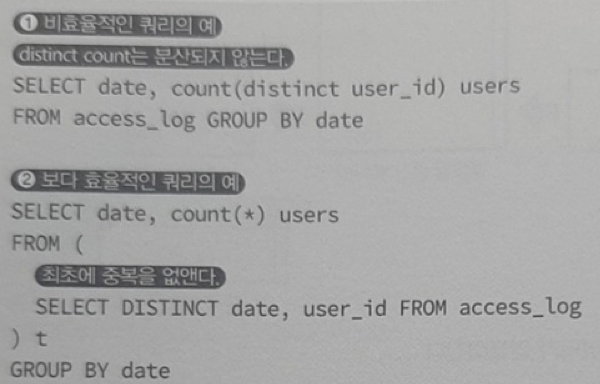 ❶ 비효율적인 쿼리의 예
distinct count는 분산되지 않는다.
SELECT date, count(distinct user_id) users
FROM access_log GROUP BY date
❷ 보다 효율적인 쿼리의 예
SELECT date, count(*) users
FROM (
최초에 중복을 없앤다.
SELECT DISTINCT date, user_id FROM access_log
) t
GROUP BY date